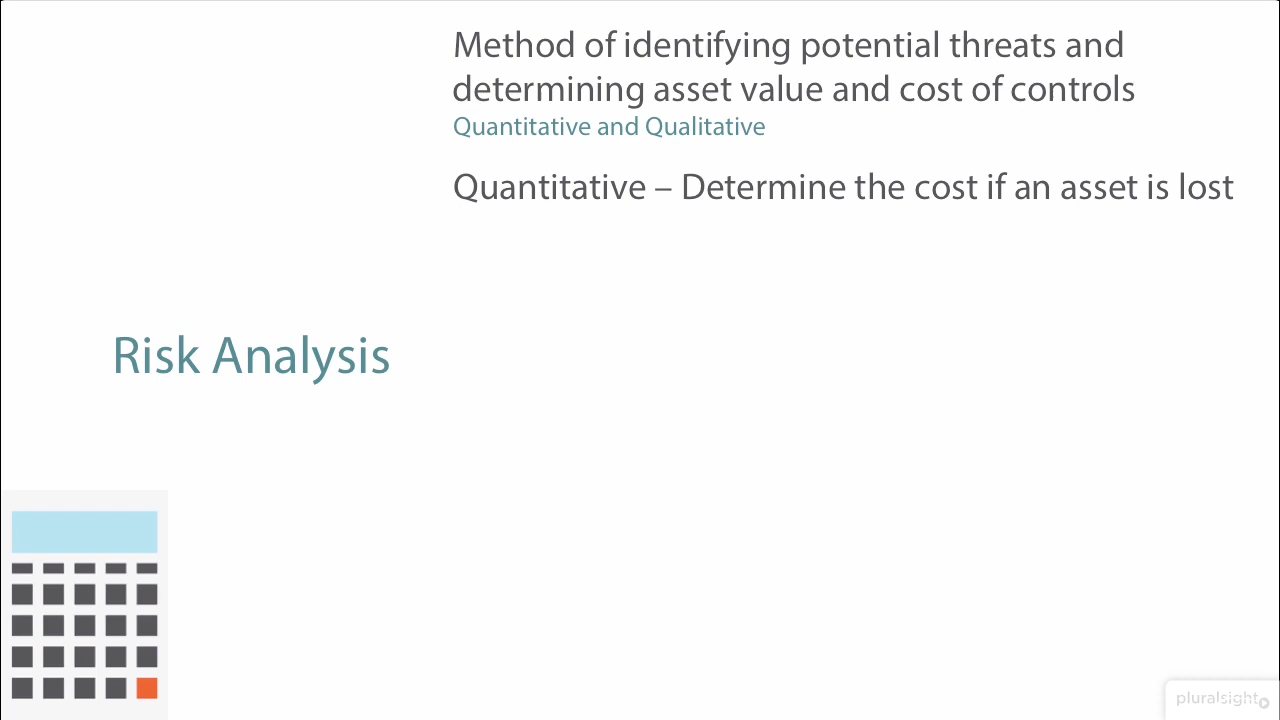 Method of identifying potential threats and
determining asset value and cost of controls
Quantitative and Qualitative
Quantitative – Determine the cost if an asset is lost
Risk Analysis
pluralsight